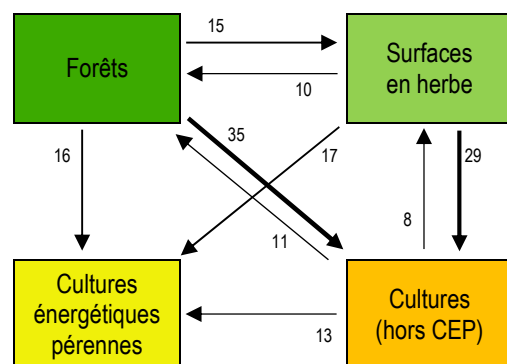 15
Forêts
Surfaces
en herbe
10
35
16
17
29
11
8
Cultures
énergétiques
pérennes
13
Cultures
(hors CEP)